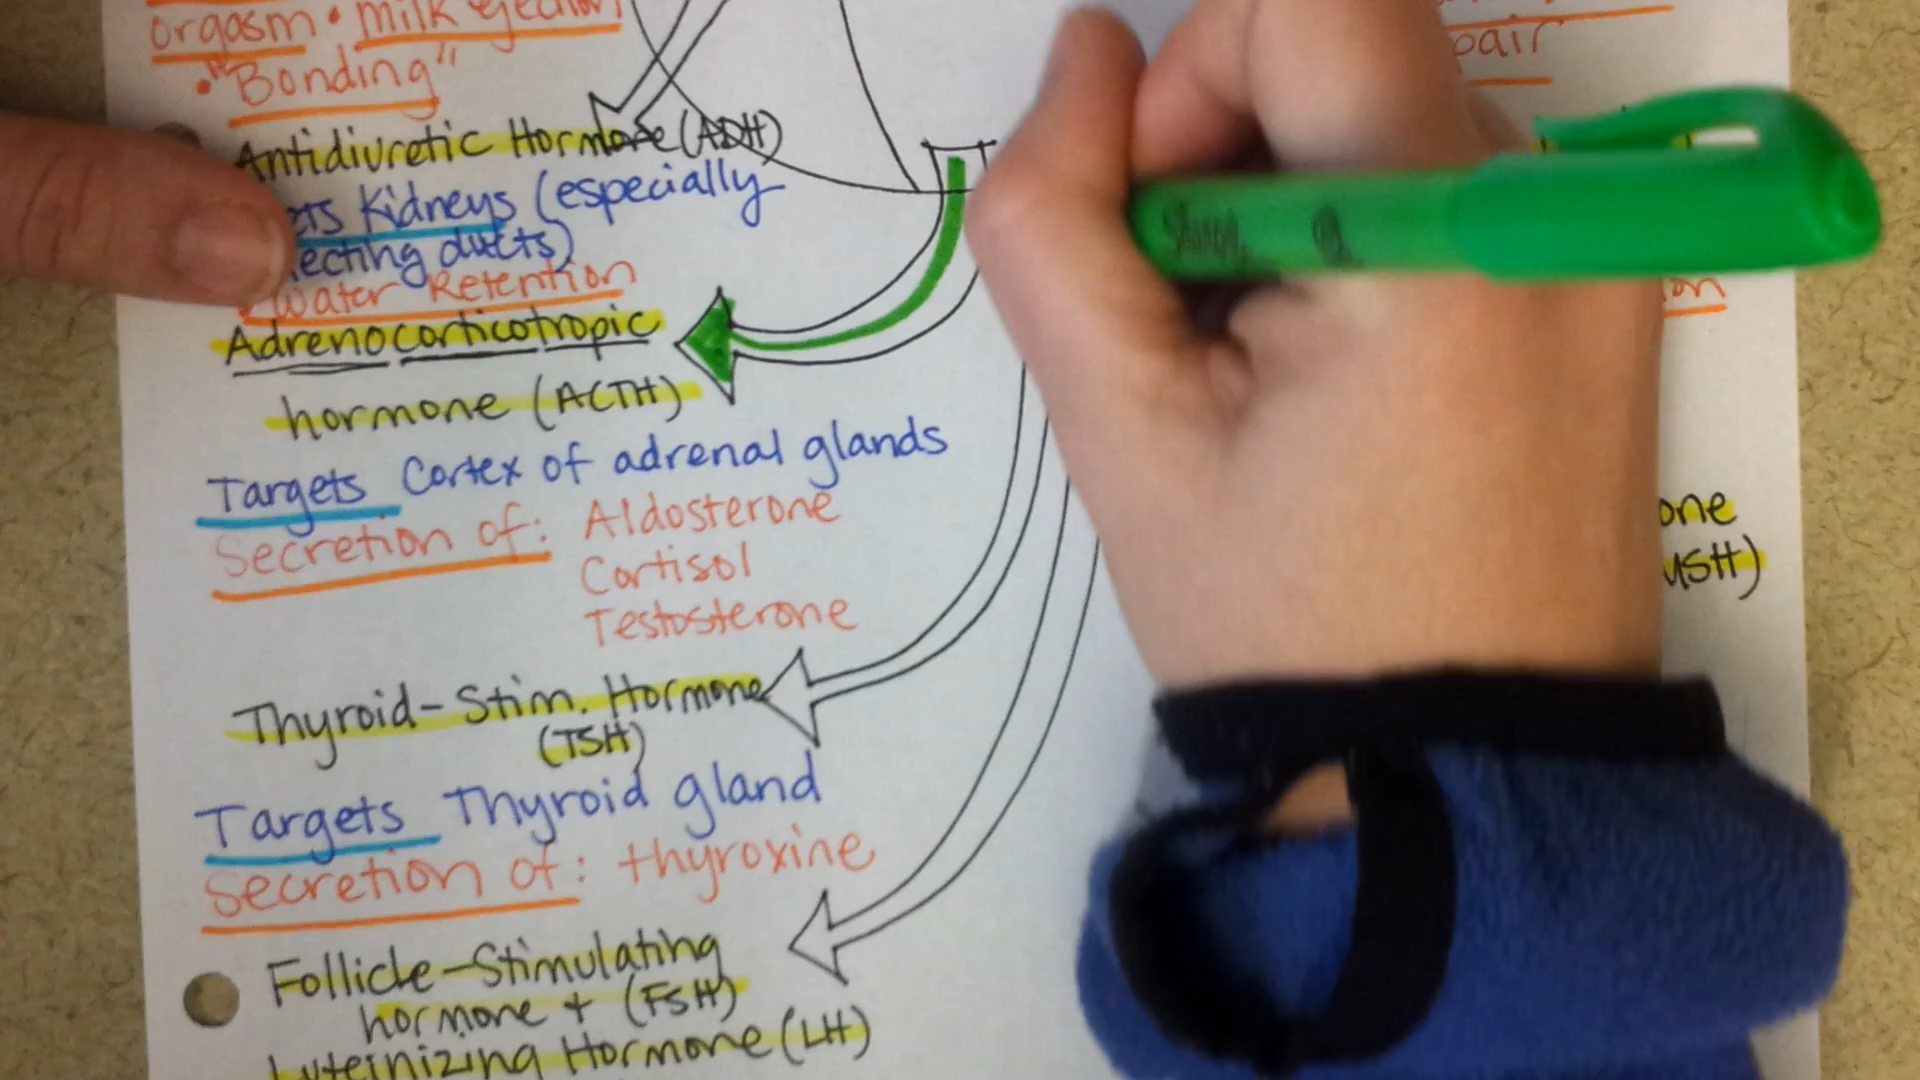 orgasm • milk ejection
• "Bonding"
Antidiuretic Hormone (ADH)
Kidneys (especially
ducts)
• Water Retention
Adrenocorticotropic
hormone (ACTH)
Targets Cortex of adrenal glands
Secretion of: Aldosterone
Cortisol
Testosterone
Thyroid-Stim. Hormone
(TSH)
Targets Thyroid gland
Secretion of: thyroxine
Follicle-Stimulating
hormone + (FSH)
Luteinizing Hormone (LH)